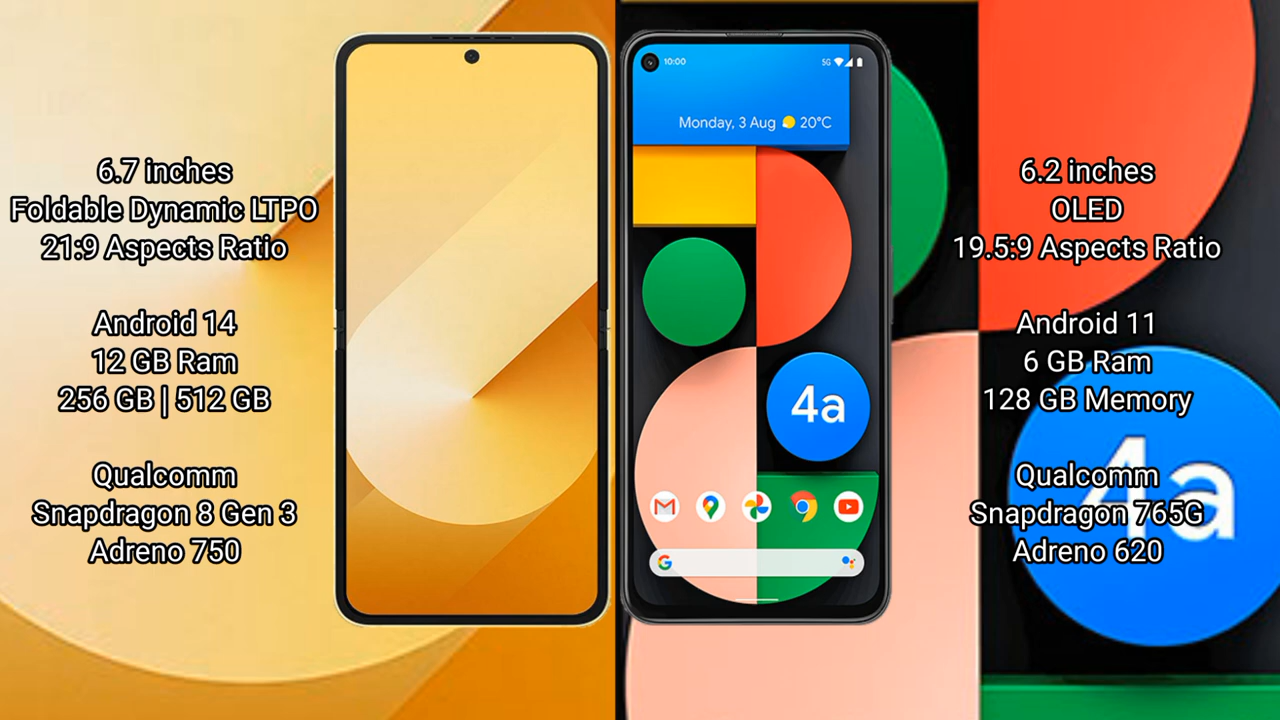 6.7 inches
Foldable Dynamic LTPO
21:9 Aspects Ratio
Android 14
12 GB Ram
256 GB | 512 GB
Qualcomm
Snapdragon 8 Gen 3
Adreno 750
10:00
5G
Monday, 3 Aug 20°C
4a
6.2 inches
OLED
19.5:9 Aspects Ratio
Android 11
6 GB Ram
128 GB Memory
Qualcomm
Snapdragon 765G
Adreno 620
4a